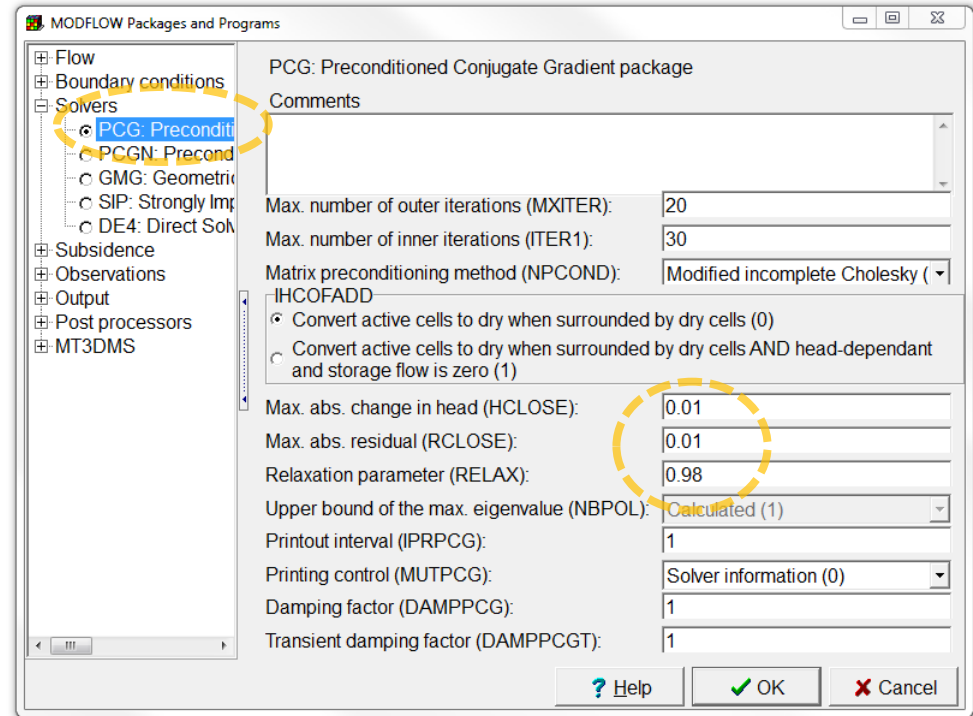 MODFLOW Packages and Programs
Flow
Boundary conditions
Solvers
PCG: Preconditi
PCGN: Precond
GMG: Geometric
SIP: Strongly Imp
DE4: Direct Solv
Subsidence
Observations
Output
Post processors
MT3DMS
PCG: Preconditioned Conjugate Gradient package
Comments
Max. number of outer iterations (MXITER): 20
Max. number of inner iterations (ITER1): 30
Matrix preconditioning method (NPCOND): Modified incomplete Cholesky (
IHCOFADD
Convert active cells to dry when surrounded by dry cells (0)
Convert active cells to dry when surrounded by dry cells AND head-dependant
and storage flow is zero (1)
Max. abs. change in head (HCLOSE): 0.01
Max. abs. residual (RCLOSE): 0.01
Relaxation parameter (RELAX): 0.98
Upper bound of the max. eigenvalue (NBPOL): Calculated (1)
Printout interval (IPRPCG): 1
Printing control (MUTPCG): Solver information (0)
Damping factor (DAMPPCG): 1
Transient damping factor (DAMPPCGT): 1
? Help
OK
Cancel